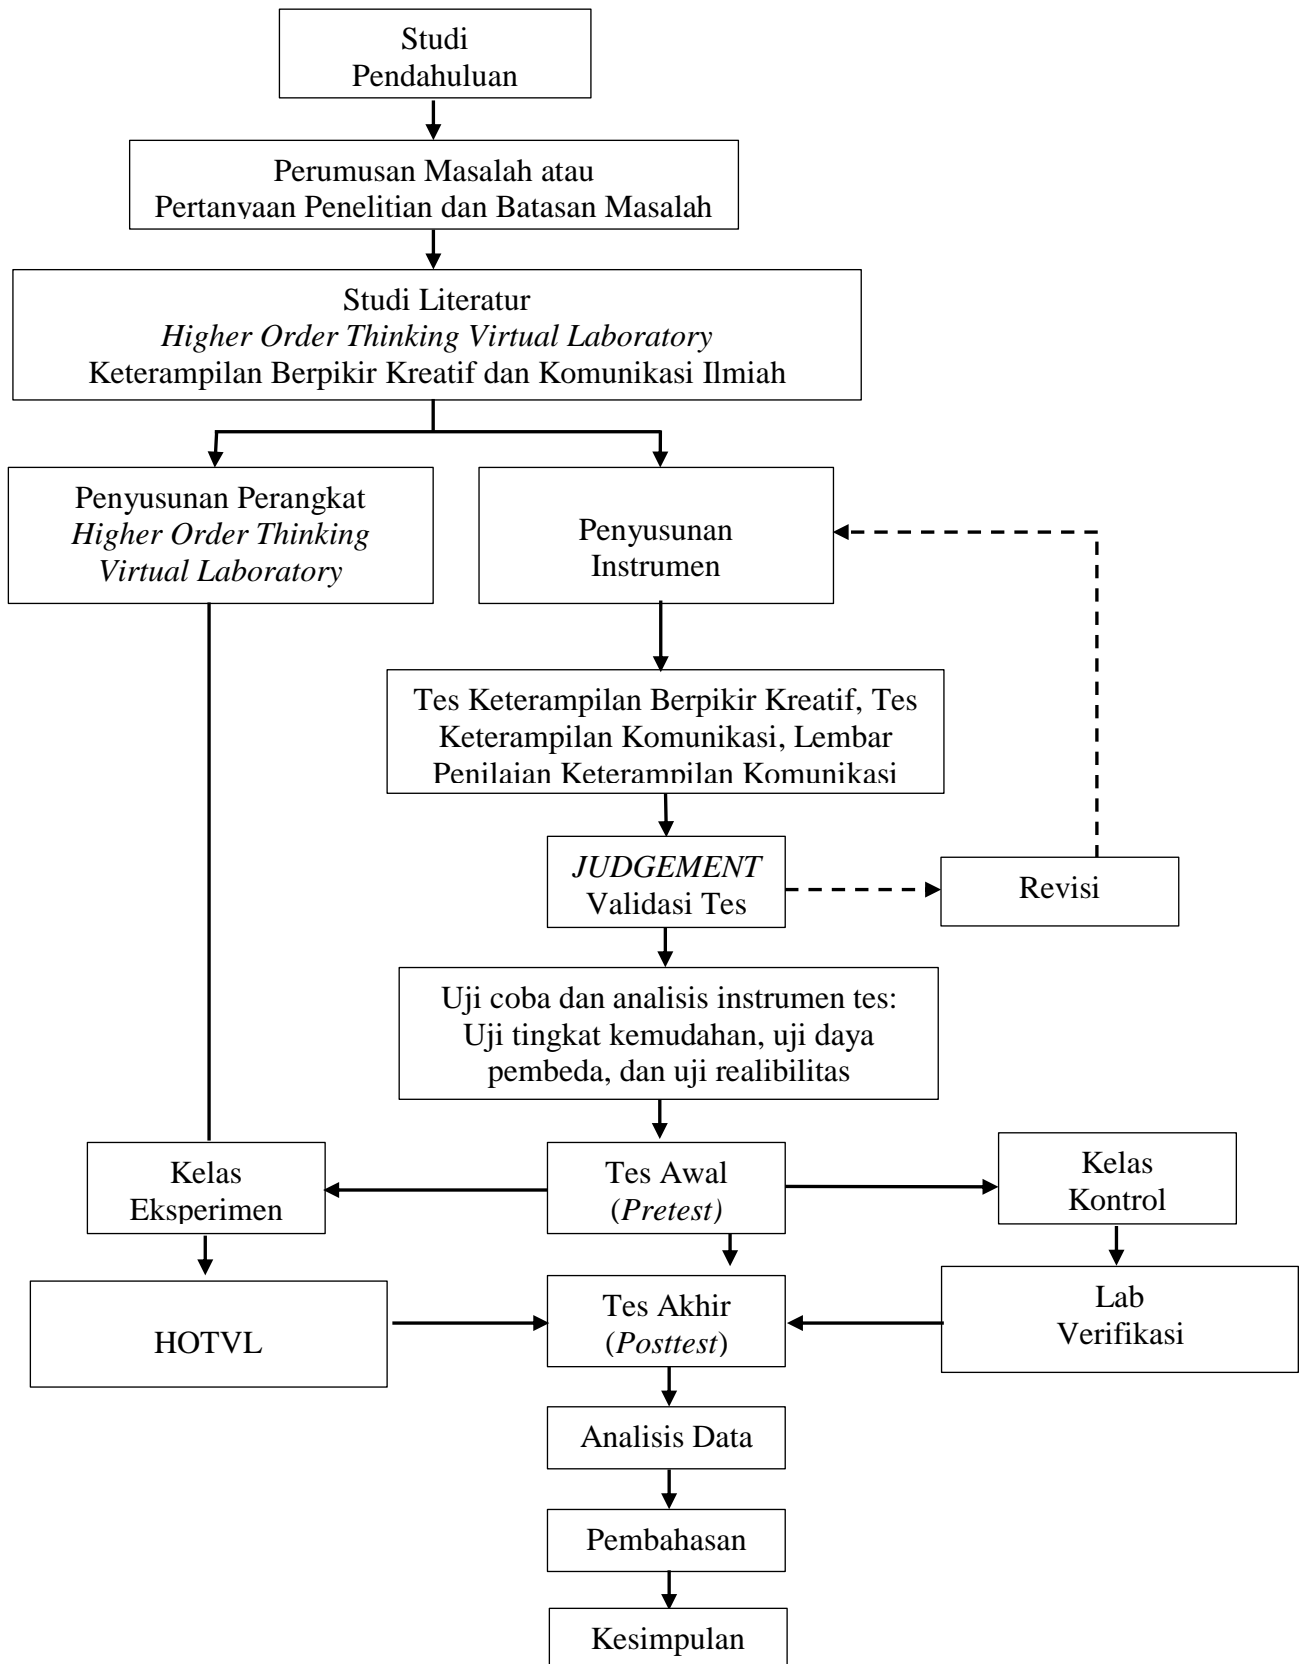 Studi
Pendahuluan
Perumusan Masalah atau
Pertanyaan Penelitian dan Batasan Masalah
Studi Literatur
Higher Order Thinking Virtual Laboratory
Keterampilan Berpikir Kreatif dan Komunikasi Ilmiah
Penyusunan Perangkat
Higher Order Thinking
Virtual Laboratory
Penyusunan
Instrumen
Tes Keterampilan Berpikir Kreatif, Tes
Keterampilan Komunikasi, Lembar
Penilaian Keterampilan Komunikasi
JUDGEMENT
Validasi Tes
Revisi
Uji coba dan analisis instrumen tes:
Uji tingkat kemudahan, uji daya
pembeda, dan uji realibilitas
Kelas
Eksperimen
Tes Awal
(Pretest)
Kelas
Kontrol
HOTVL
Tes Akhir
(Posttest)
Lab
Verifikasi
Analisis Data
Pembahasan
Kesimpulan